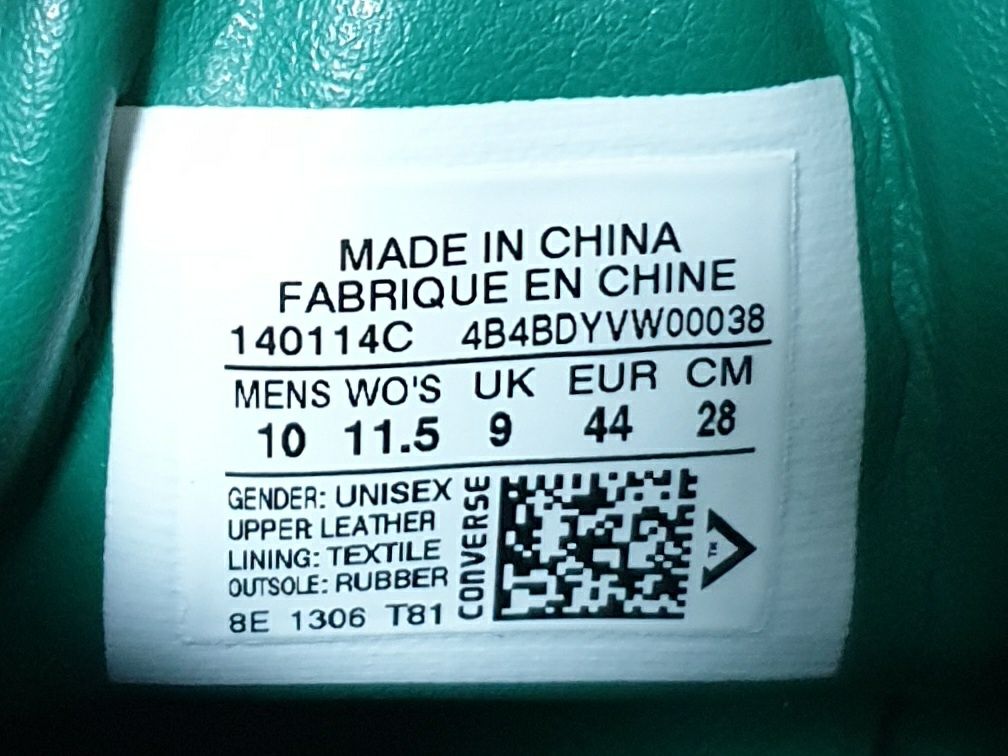 MADE IN CHINA
FABRIQUE EN CHINE
140114C 4B4BDYVW00038
MENS WO'S UK EUR CM
10 11.5 9 44 28
GENDER: UNISEX
UPPER: LEATHER
LINING: TEXTILE
OUTSOLE: RUBBER
8E 1306 T81
CONVERSE
TM